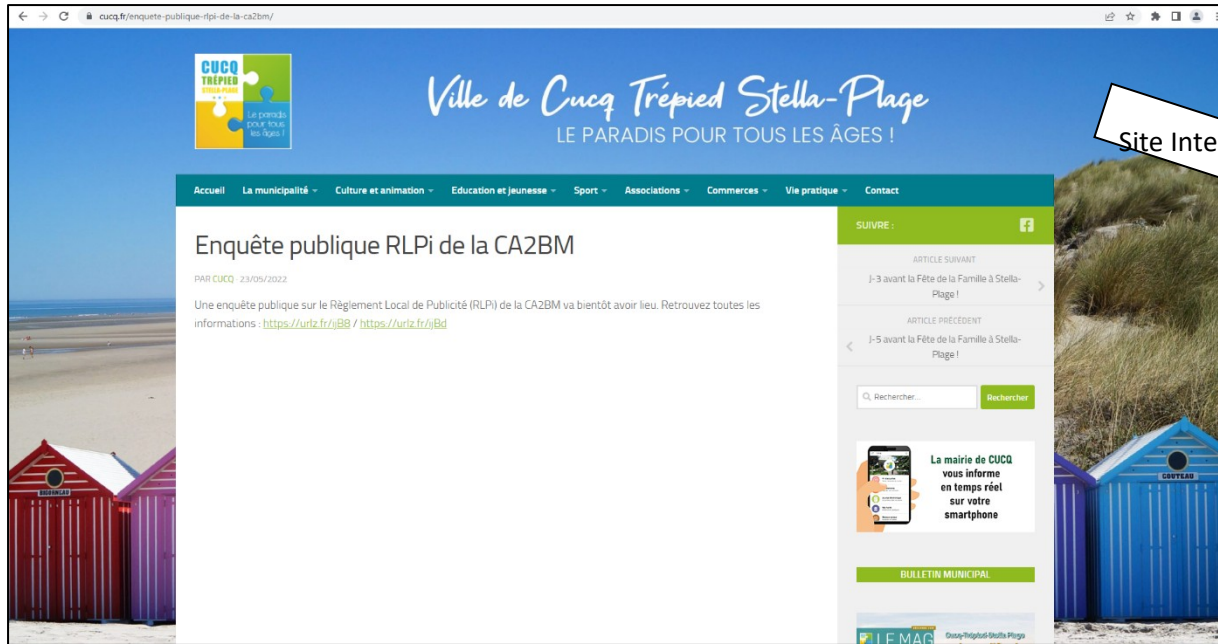 cucq.fr/enquete-publique-rlpi-de-la-ca2bm/
CUCQ
TRÉPIED
STELLA-PLAGE
Le paradis
pour tous
les âges !
Ville de Cucq Trépied Stella-Plage
LE PARADIS POUR TOUS LES ÂGES !
Site Inte
Accueil La municipalité Culture et animation Education et jeunesse Sport Associations Commerces Vie pratique Contact
Enquête publique RLPi de la CA2BM
PAR CUCQ · 23/05/2022
Une enquête publique sur le Règlement Local de Publicité (RLPi) de la CA2BM va bientôt avoir lieu. Retrouvez toutes les
informations : https://urlz.fr/ijB8 / https://urlz.fr/ijBd
SUIVRE :
ARTICLE SUIVANT
J-3 avant la Fête de la Famille à Stella-
Plage !
ARTICLE PRÉCÉDENT
J-5 avant la Fête de la Famille à Stella-
Plage !
Rechercher... Rechercher
La mairie de CUCQ
vous informe
en temps réel
sur votre
smartphone
BULLETIN MUNICIPAL
LE MAG Cucq-Trépied-Stella Plage
BIGORNEAU
COUTEAU